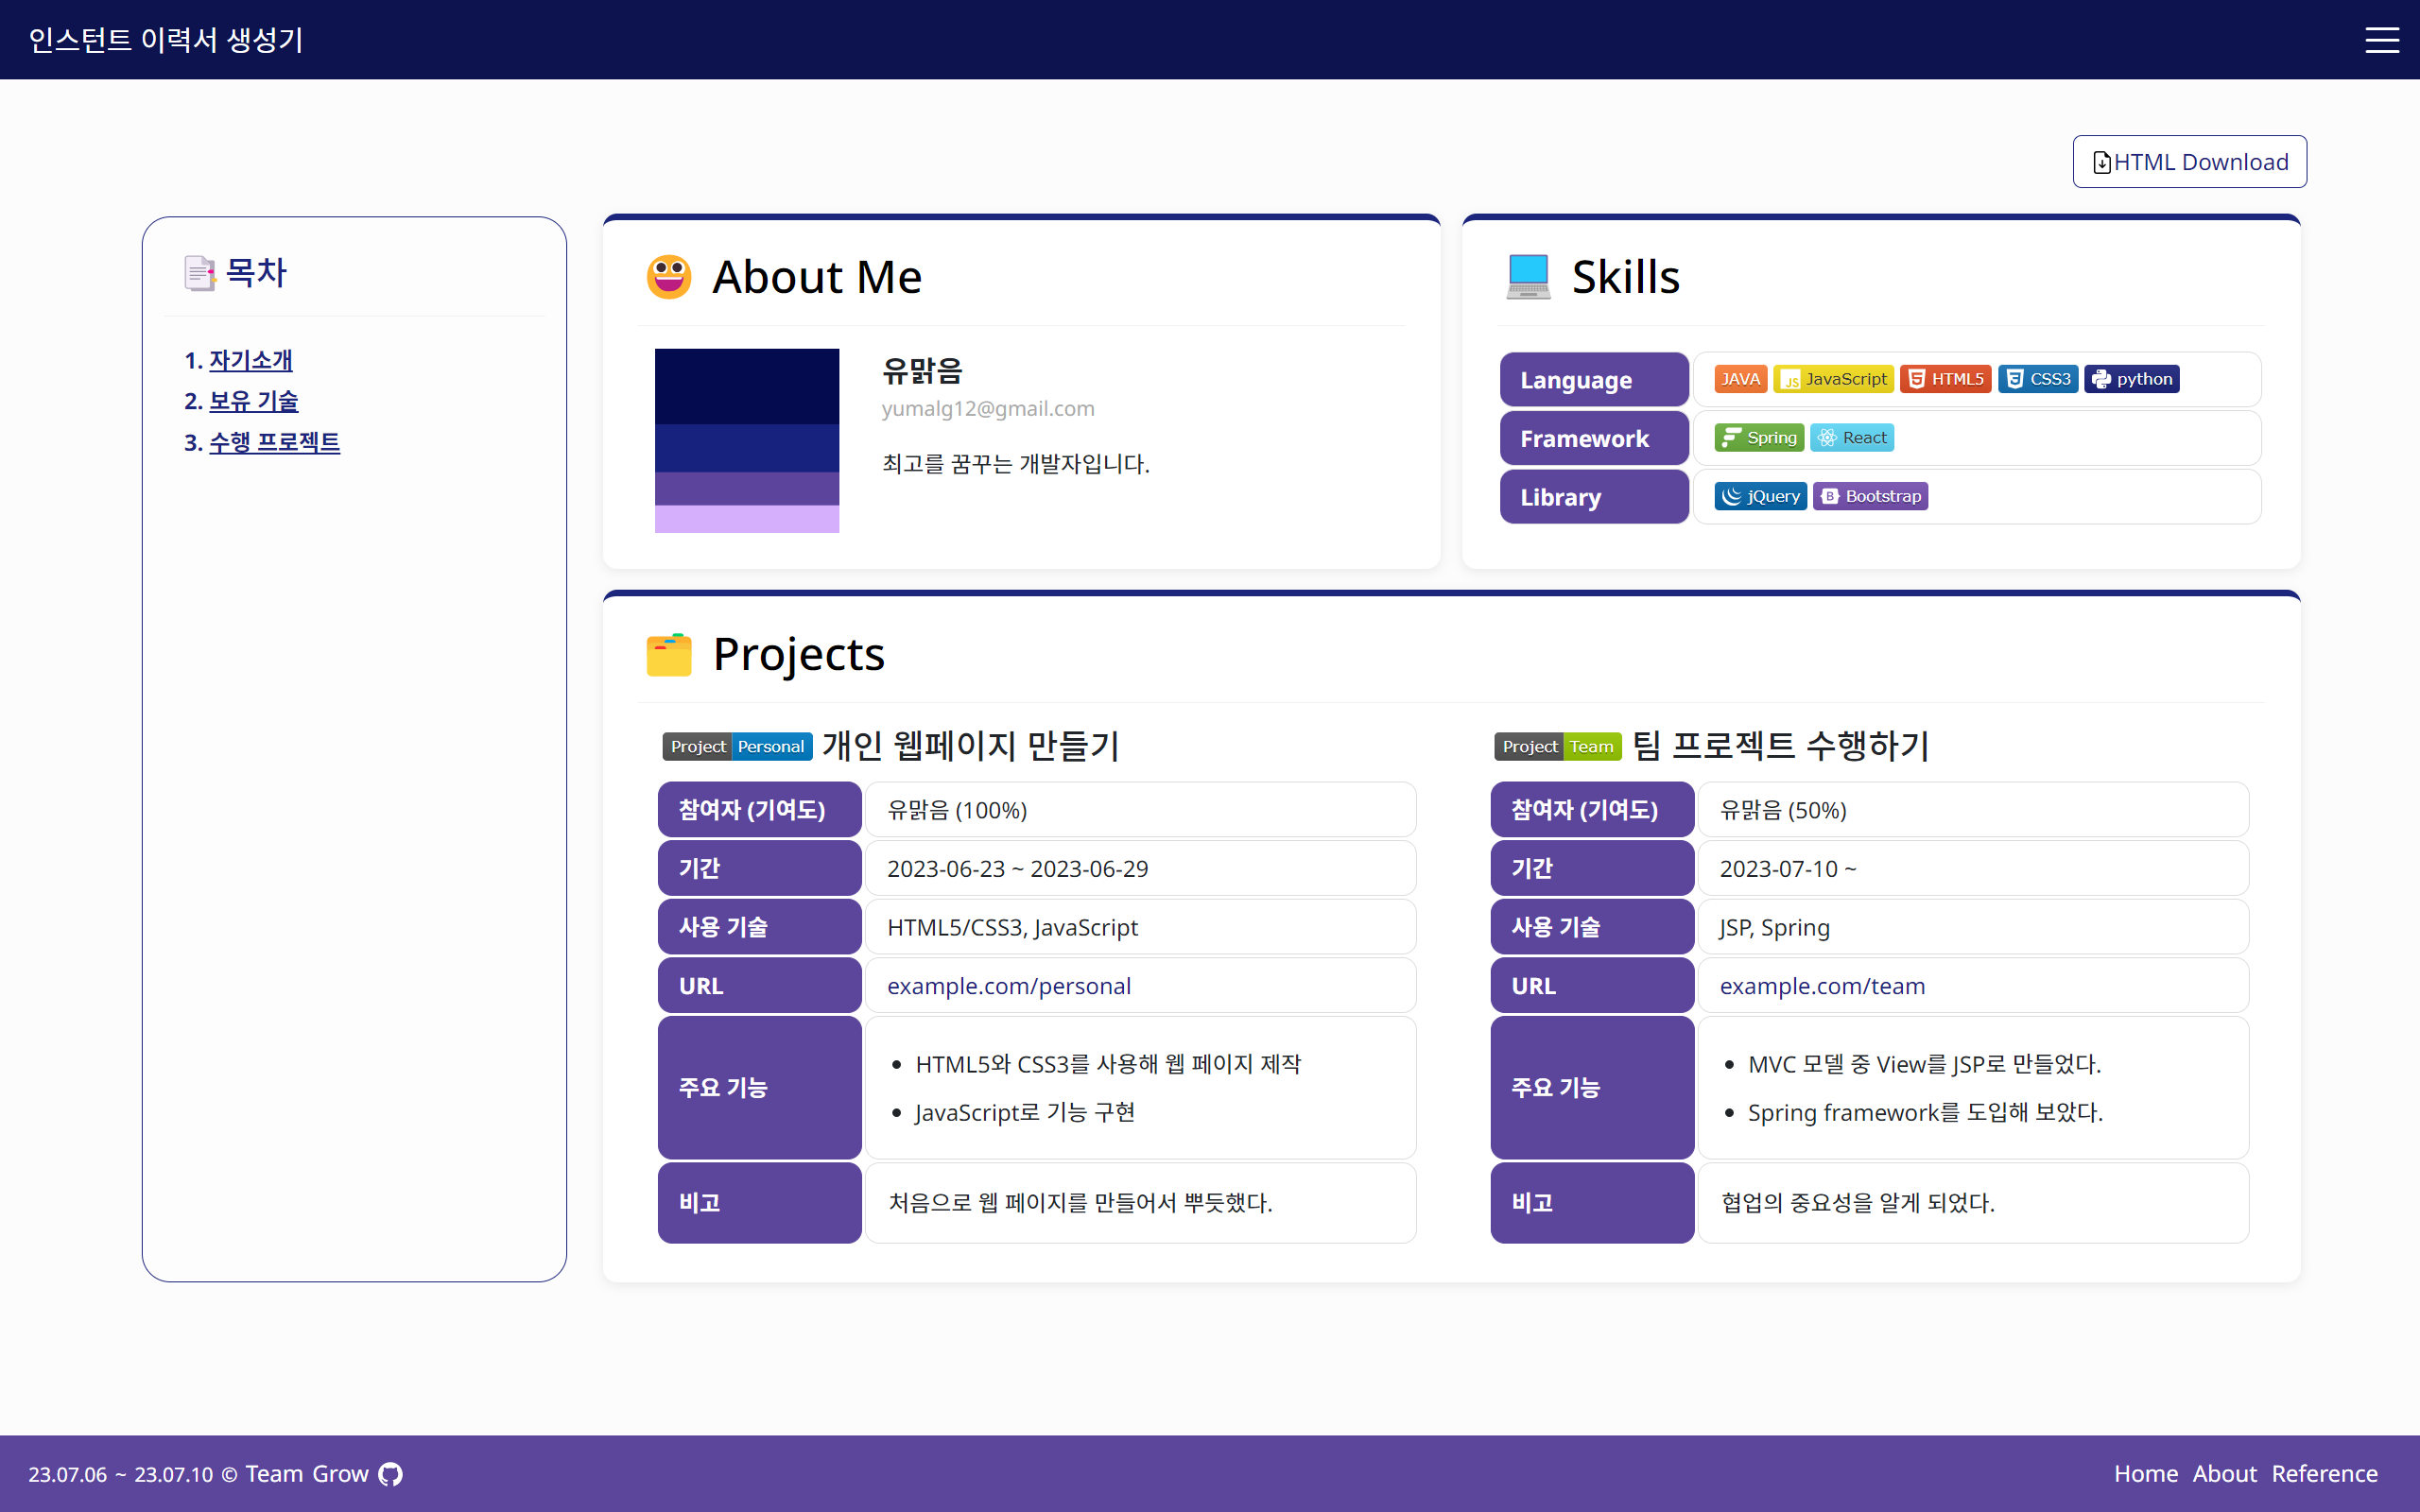 인스턴트 이력서 생성기
HTML Download
목차
1. 자기소개
2. 보유 기술
3. 수행 프로젝트
About Me
유맑음
yumalg12@gmail.com
최고를 꿈꾸는 개발자입니다.
Skills
Language JAVA JS JavaScript HTML5 CSS3 python
Framework Spring React
Library jQuery Bootstrap
Projects
Project Personal 개인 웹페이지 만들기
참여자 (기여도) 유맑음 (100%)
기간 2023-06-23 ~ 2023-06-29
사용 기술 HTML5/CSS3, JavaScript
URL example.com/personal
주요 기능
• HTML5와 CSS3를 사용해 웹 페이지 제작
• JavaScript로 기능 구현
비고 처음으로 웹 페이지를 만들어서 뿌듯했다.
Project Team 팀 프로젝트 수행하기
참여자 (기여도) 유맑음 (50%)
기간 2023-07-10 ~
사용 기술 JSP, Spring
URL example.com/team
주요 기능
• MVC 모델 중 View를 JSP로 만들었다.
• Spring framework를 도입해 보았다.
비고 협업의 중요성을 알게 되었다.
23.07.06 ~ 23.07.10 © Team Grow
Home About Reference